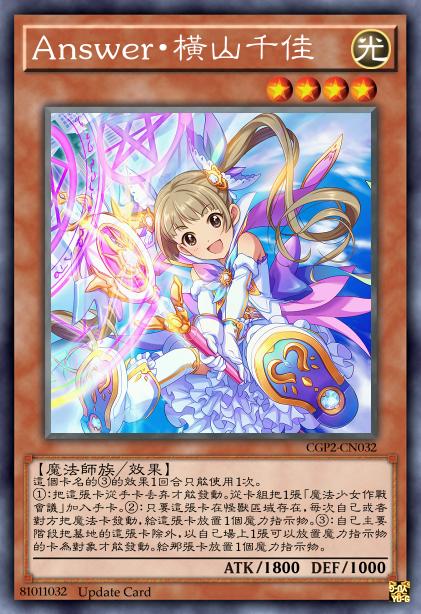 Answer・橫山千佳
光
CGP2-CN032
【魔法師族／效果】
這個卡名的③的效果1回合只能使用1次。
①：把這張卡從手卡丟弃才能發動。從卡組把1張「魔法少女作戰
會議」加入手卡。②：只要這張卡在怪獸區域存在，每次自己或者
對方把魔法卡發動，給這張卡放置1個魔力指示物。③：自己主要
階段把墓地的這張卡除外，以自己場上1張可以放置魔力指示物
的卡為對象才能發動。給那張卡放置1個魔力指示物。
ATK/1800 DEF/1000
81011032 Update Card